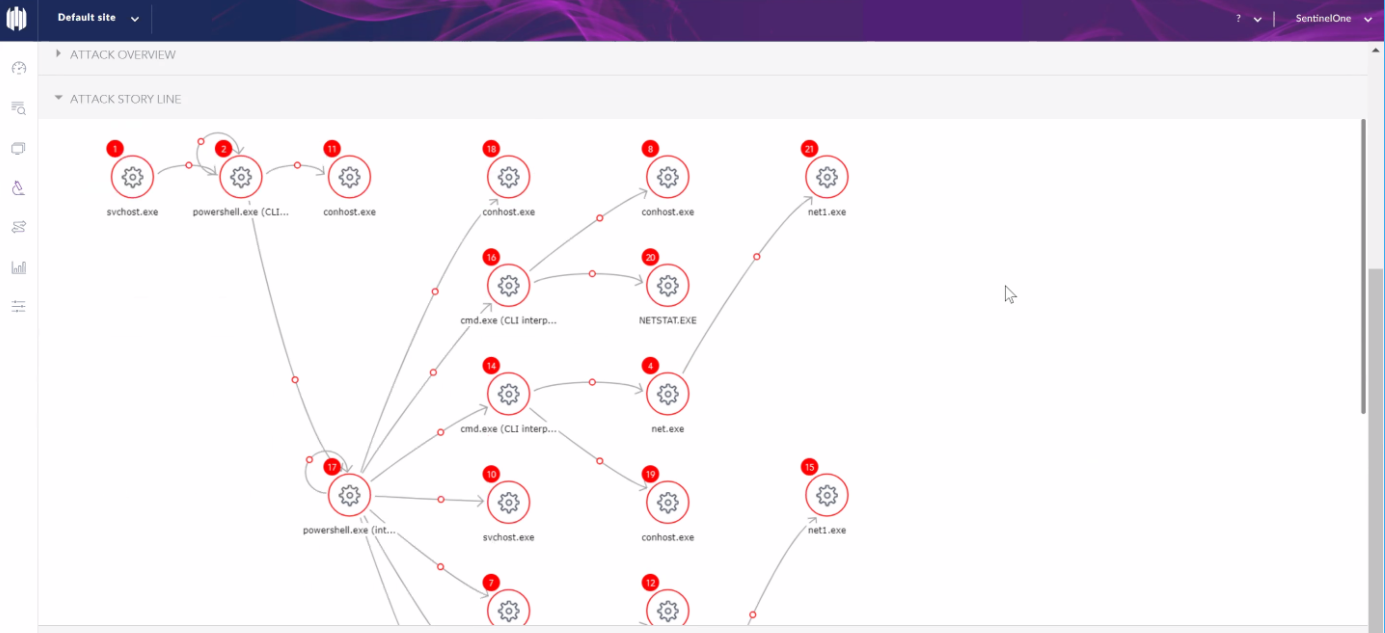 Default site
?
SentinelOne
ATTACK OVERVIEW
ATTACK STORY LINE
1
2
11
18
8
21
svchost.exe
powershell.exe (CLI...
conhost.exe
conhost.exe
conhost.exe
net1.exe
16
20
cmd.exe (CLI interp...
NETSTAT.EXE
14
4
cmd.exe (CLI interp...
net.exe
17
10
19
15
powershell.exe (int...
svchost.exe
conhost.exe
net1.exe
7
12